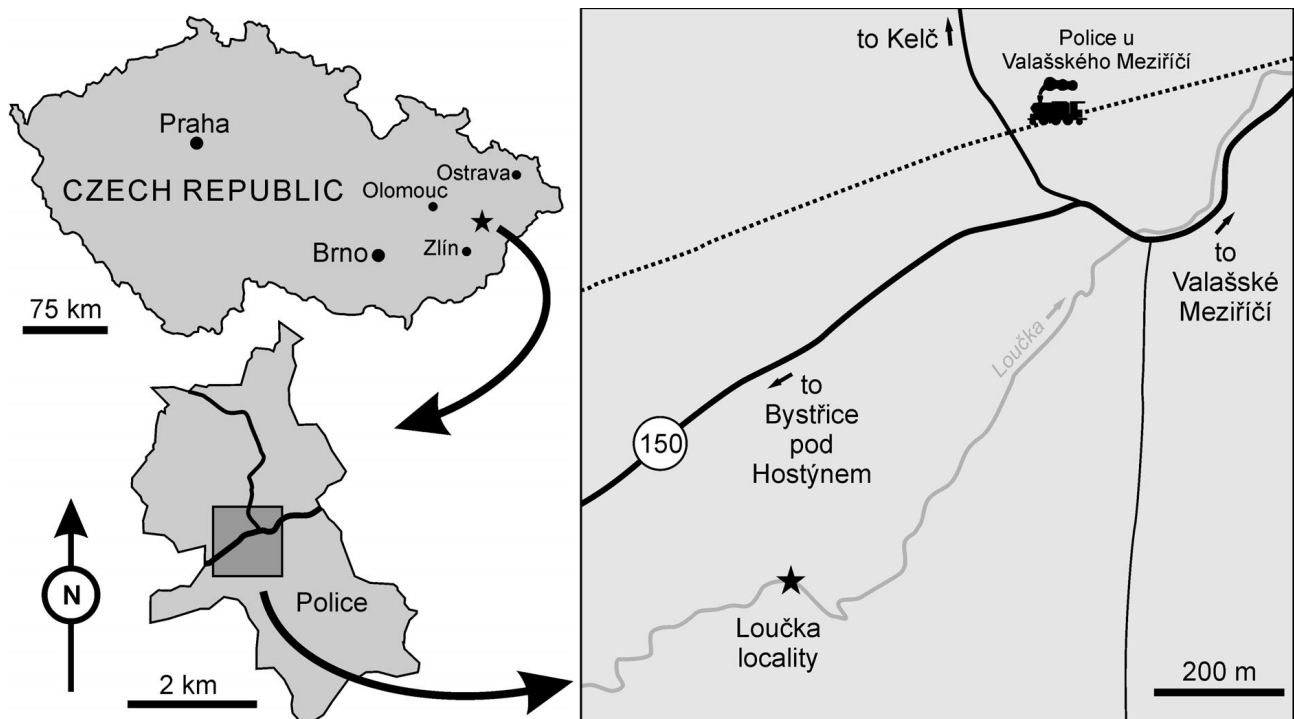 Praha
CZECH REPUBLIC
Ostrava
Olomouc
Brno
Zlín
75 km
N
Police
2 km
to Kelč
Police u
Valašského Meziříčí
to
Valašské
Meziříčí
Loučka
to
Bystřice
pod
Hostýnem
150
Loučka
locality
200 m